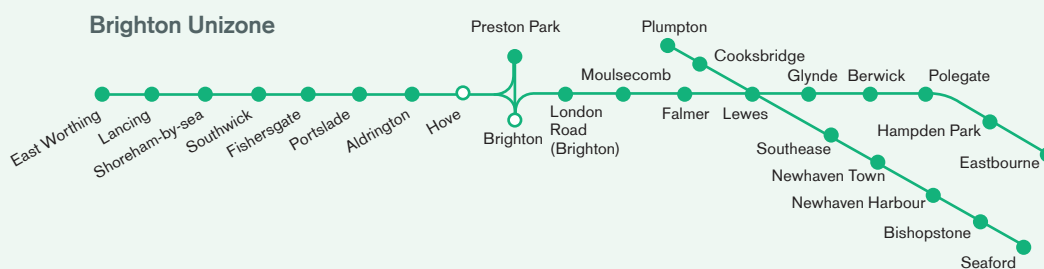 Brighton Unizone
Preston Park
Plumpton
Cooksbridge
Moulsecomb
Glynde
Berwick
Polegate
East Worthing
Lancing
Shoreham-by-sea
Southwick
Fishersgate
Portslade
Aldrington
Hove
Brighton
London
Road
(Brighton)
Falmer
Lewes
Hampden Park
Eastbourne
Southease
Newhaven Town
Newhaven Harbour
Bishopstone
Seaford